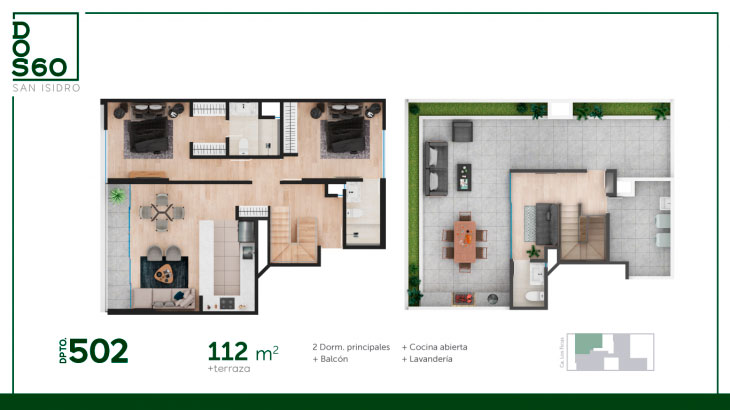 DOS60
SAN ISIDRO
DPTO. 502
112 m²
+terraza
2 Dorm. principales
+ Balcón
+ Cocina abierta
+ Lavandería